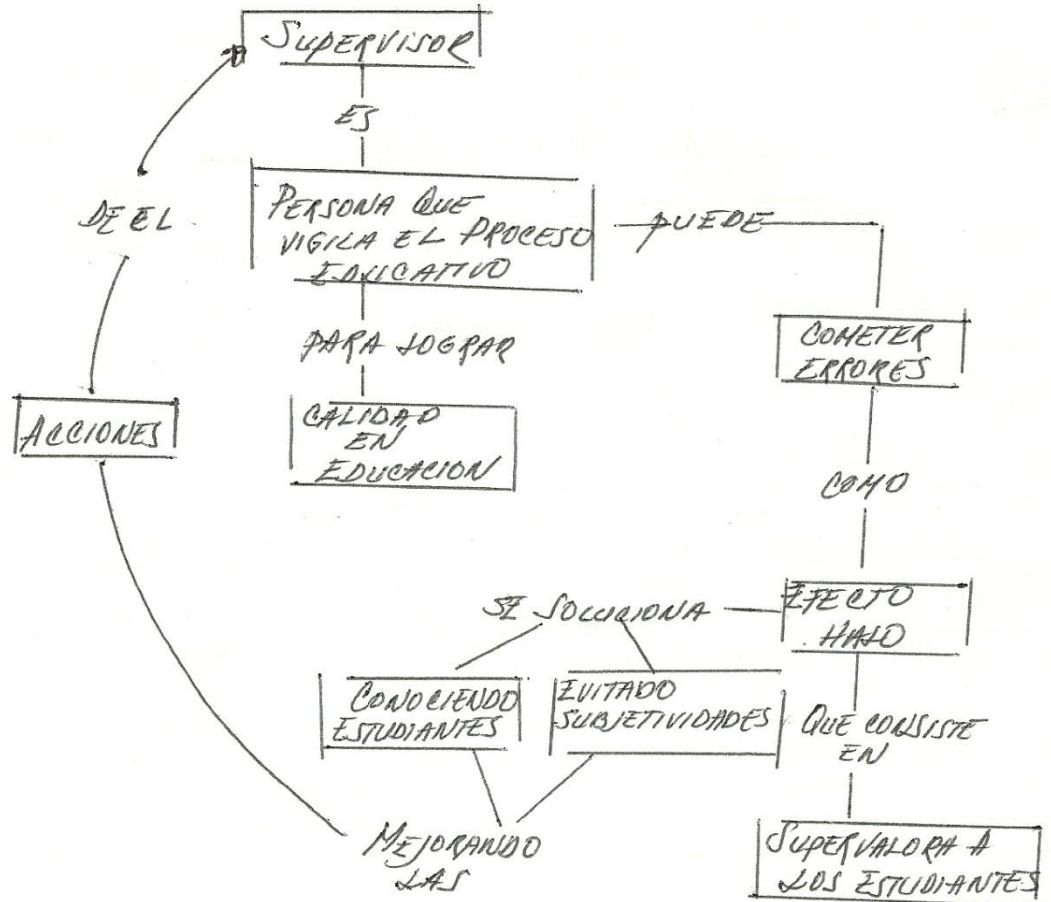 SUPERVISOR
ES
PERSONA QUE
VIGILA EL PROCESO
EDUCATIVO
PUEDE
DE EL
PARA LOGRAR
COMETER
ERRORES
CALIDAD
EN
EDUCACION
ACCIONES
COMO
SE SOLUCIONA
EFECTO
HALO
CONOCIENDO
ESTUDIANTES
EVITADO
SUBJETIVIDADES
QUE CONSISTE
EN
MEJORANDO
LAS
SUPERVALORA A
LOS ESTUDIANTES